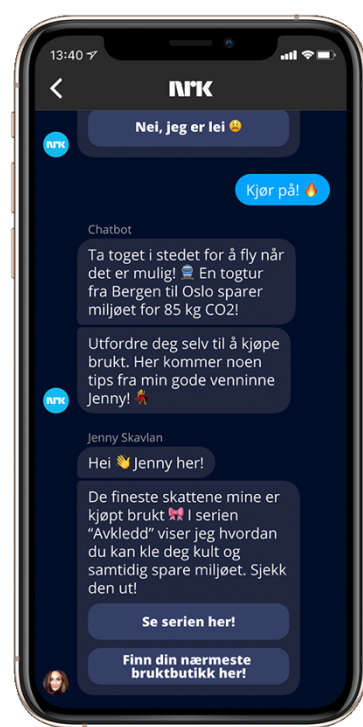 13:40
nrk
Nei, jeg er lei 😫
nrk
Kjør på! 🔥
Chatbot
Ta toget i stedet for å fly når
det er mulig! 🚆 En togtur
fra Bergen til Oslo sparer
miljøet for 85 kg CO2!
Utfordre deg selv til å kjøpe
brukt. Her kommer noen
tips fra min gode venninne
Jenny! 💃
nrk
Jenny Skavlan
Hei 👋 Jenny her!
De fineste skattene mine er
kjøpt brukt 🎀 I serien
“Avkledd” viser jeg hvordan
du kan kle deg kult og
samtidig spare miljøet. Sjekk
den ut!
Se serien her!
Finn din nærmeste
bruktbutikk her!